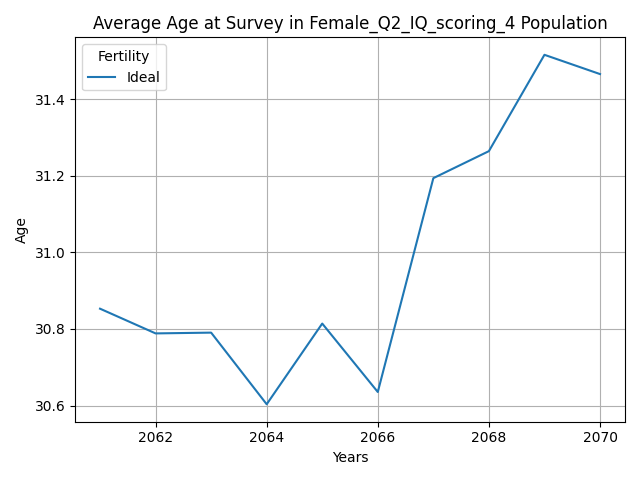 Average Age at Survey in Female_Q2_IQ_scoring_4 Population
Fertility
Ideal
31.4
31.2
31.0
30.8
30.6
Age
2062 2064 2066 2068 2070
Years